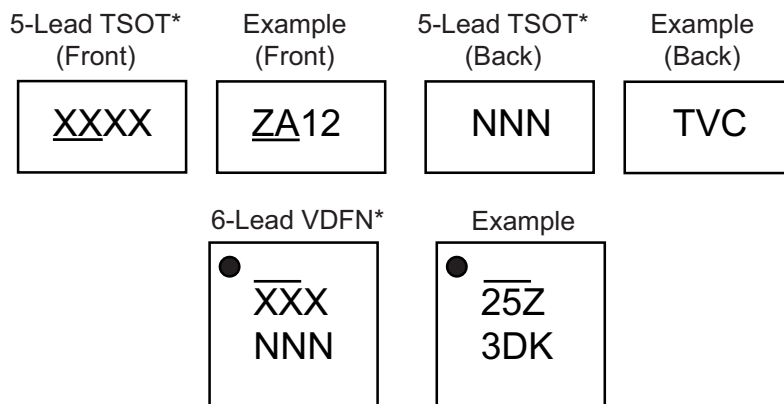 5-Lead TSOT*
(Front)
Example
(Front)
5-Lead TSOT*
(Back)
Example
(Back)
XXXX
ZA12
NNN
TVC
6-Lead VDFN*
Example
XXX
NNN
25Z
3DK